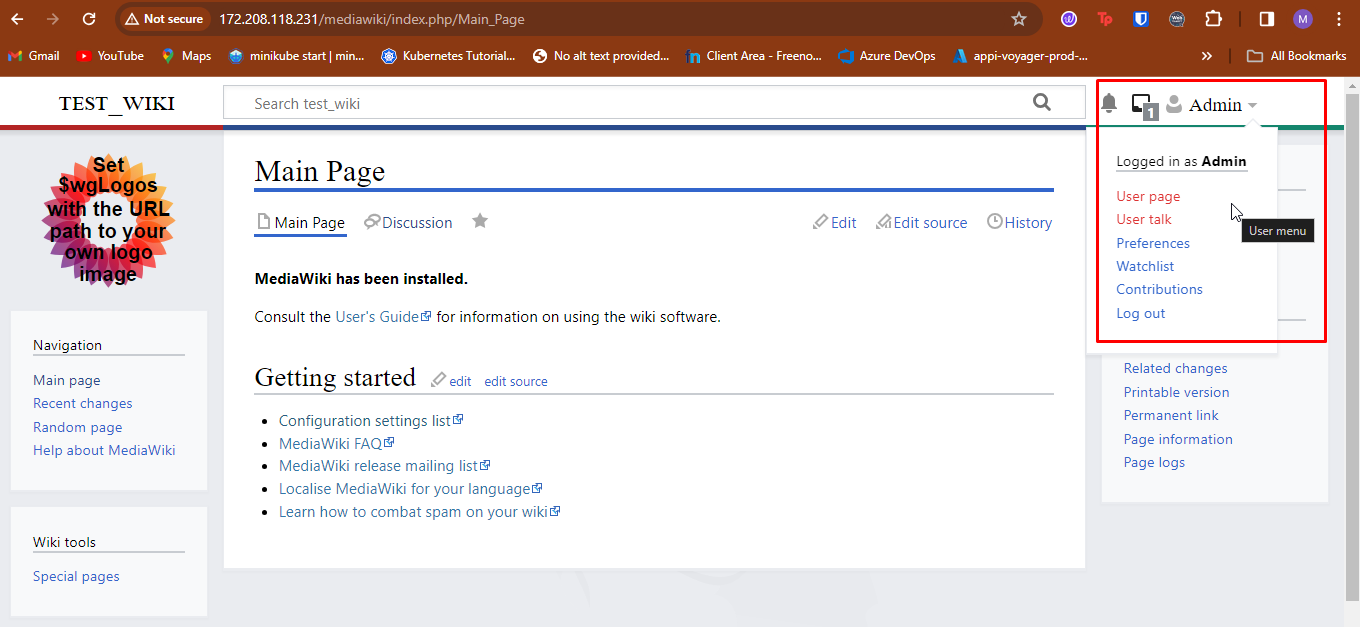 Not secure 172.208.118.231/mediawiki/index.php/Main_Page M
Gmail YouTube Maps minikube start | min... Kubernetes Tutorial... No alt text provided... Client Area - Freeno... Azure DevOps appi-voyager-prod-... » All Bookmarks
TEST_WIKI Search test_wiki 1 Admin
Set
$wgLogos
with the URL
path to your
own logo
image
Navigation
Main page
Recent changes
Random page
Help about MediaWiki
Wiki tools
Special pages
Main Page
Main Page Discussion Edit Edit source History
MediaWiki has been installed.
Consult the User's Guide for information on using the wiki software.
Getting started edit edit source
Configuration settings list
MediaWiki FAQ
MediaWiki release mailing list
Localise MediaWiki for your language
Learn how to combat spam on your wiki
Logged in as Admin
User page
User talk
Preferences
Watchlist
Contributions
Log out
User menu
Related changes
Printable version
Permanent link
Page information
Page logs